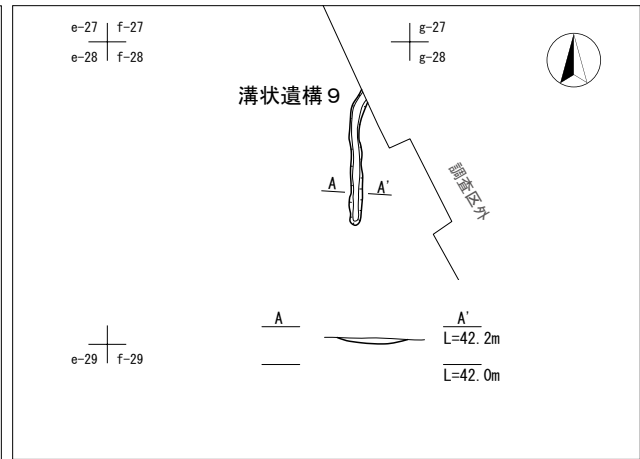 e-27 f-27
e-28 f-28
g-27
g-28
溝状遺構９
A A'
調査区外
A A'
L=42.2m
L=42.0m
e-29 f-29